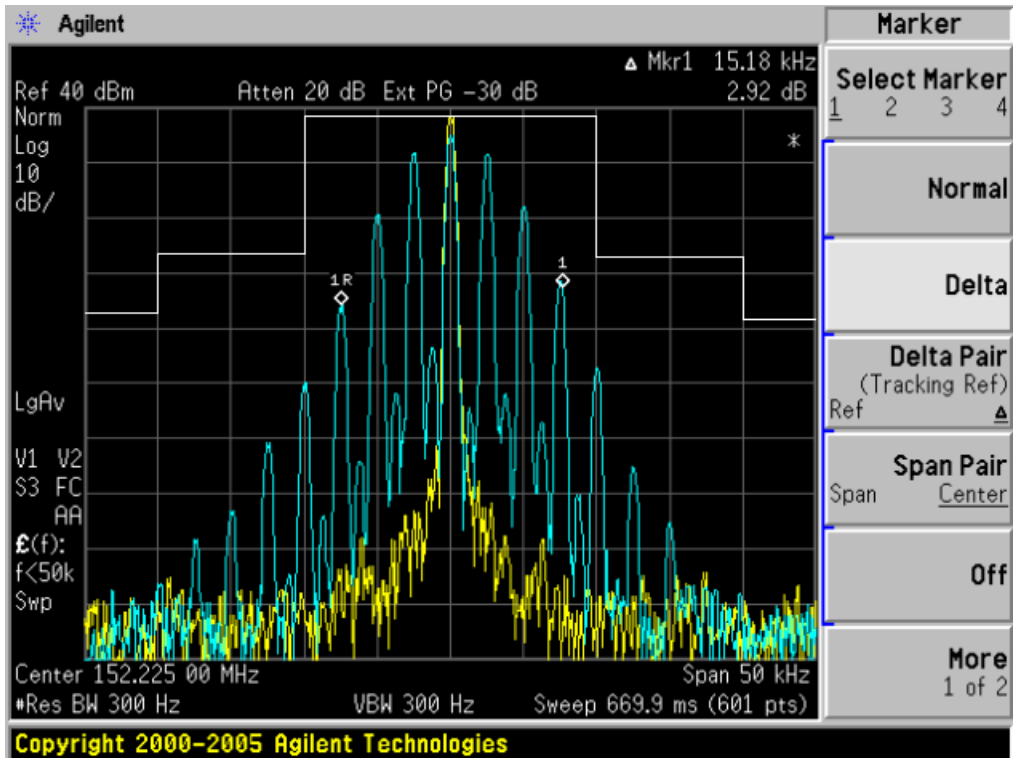 Agilent
Δ Mkr1 15.18 kHz
Ref 40 dBm Atten 20 dB Ext PG -30 dB 2.92 dB
Norm
Log
10
dB/
*
1R
1
LgAv
V1 V2
S3 FC
AA
£(f):
f<50k
Swp
Center 152.225 00 MHz Span 50 kHz
#Res BW 300 Hz VBW 300 Hz Sweep 669.9 ms (601 pts)
Copyright 2000-2005 Agilent Technologies
Marker
Select Marker
1 2 3 4
Normal
Delta
Delta Pair
(Tracking Ref)
Ref Δ
Span Pair
Span Center
Off
More
1 of 2